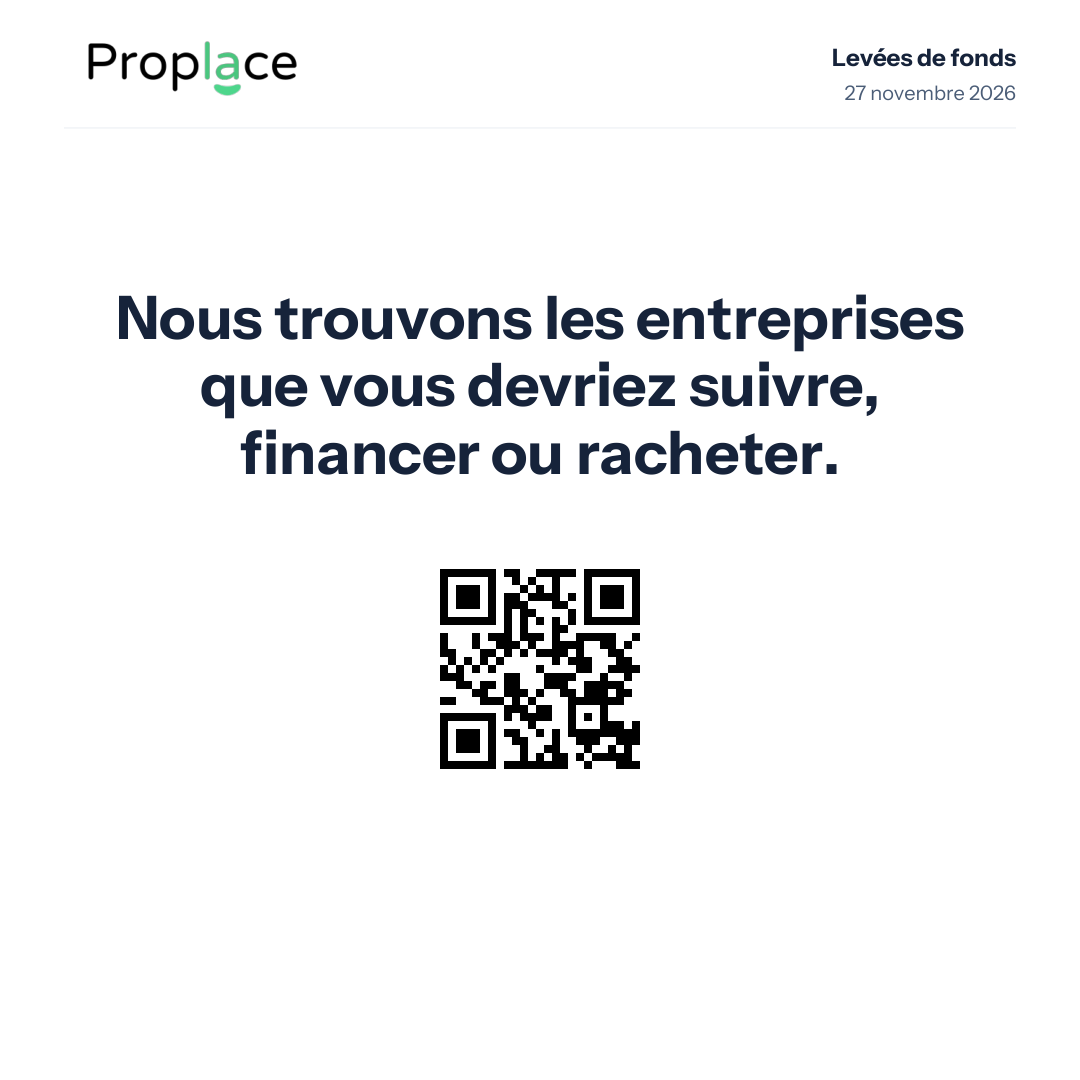 Proplace
Levées de fonds
27 novembre 2026
Nous trouvons les entreprises
que vous devriez suivre,
financer ou racheter.